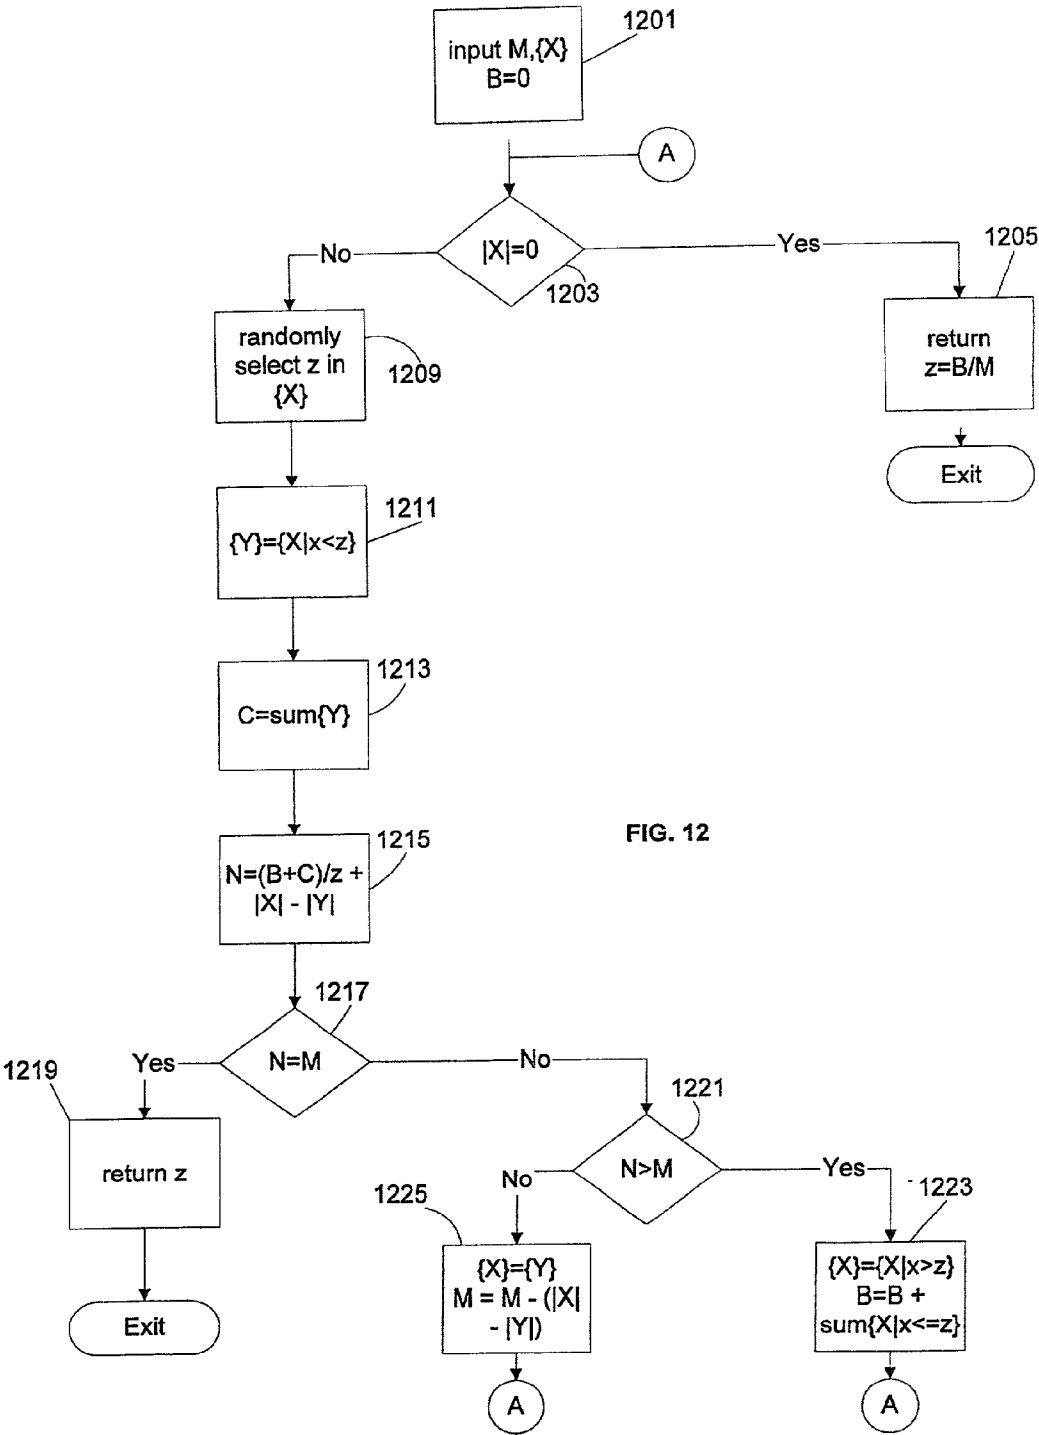 1201
input M,{X}
B=0
A
|X|=0
No
Yes
1203
1205
return
z=B/M
Exit
randomly
select z in
{X}
1209
1211
{Y}={X|x<z}
1213
C=sum{Y}
FIG. 12
1215
N=(B+C)/z +
|X| - |Y|
1217
N=M
Yes
No
1219
return z
Exit
1221
N>M
No
Yes
1225
{X}={Y}
M = M - (|X|
- |Y|)
A
1223
{X}={X|x>z}
B=B +
sum{X|x<=z}
A